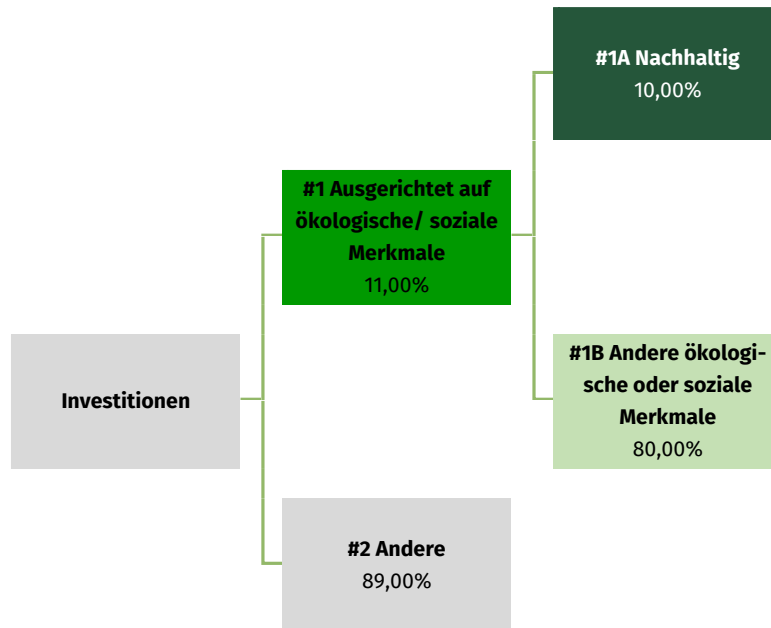 #1A Nachhaltig
10,00%
#1 Ausgerichtet auf
ökologische/ soziale
Merkmale
11,00%
Investitionen
#1B Andere ökologi-
sche oder soziale
Merkmale
80,00%
#2 Andere
89,00%